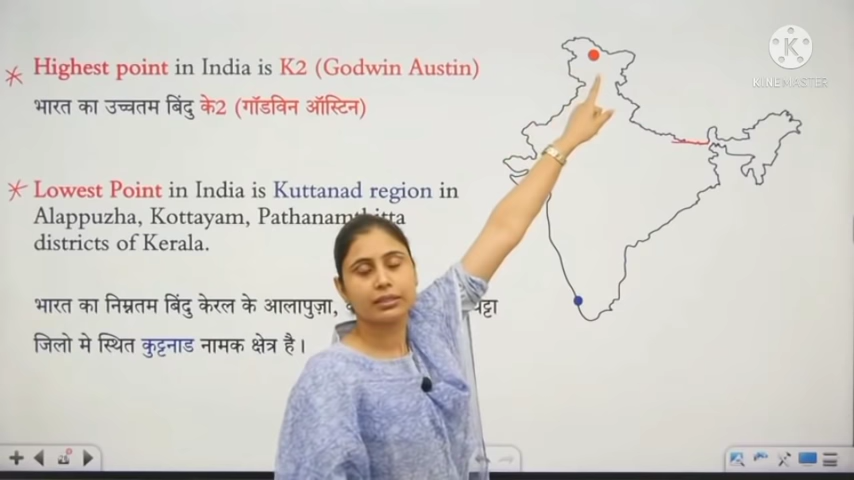 Highest point in India is K2 (Godwin Austin)
भारत का उच्चतम बिंदु के2 (गॉडविन ऑस्टिन)
Lowest Point in India is Kuttanad region in
Alappuzha, Kottayam, Pathanamthitta
districts of Kerala.
भारत का निम्नतम बिंदु केरल के आलापुज़ा,
जिलो मे स्थित कुट्टनाड नामक क्षेत्र है।
K
KINEMASTER